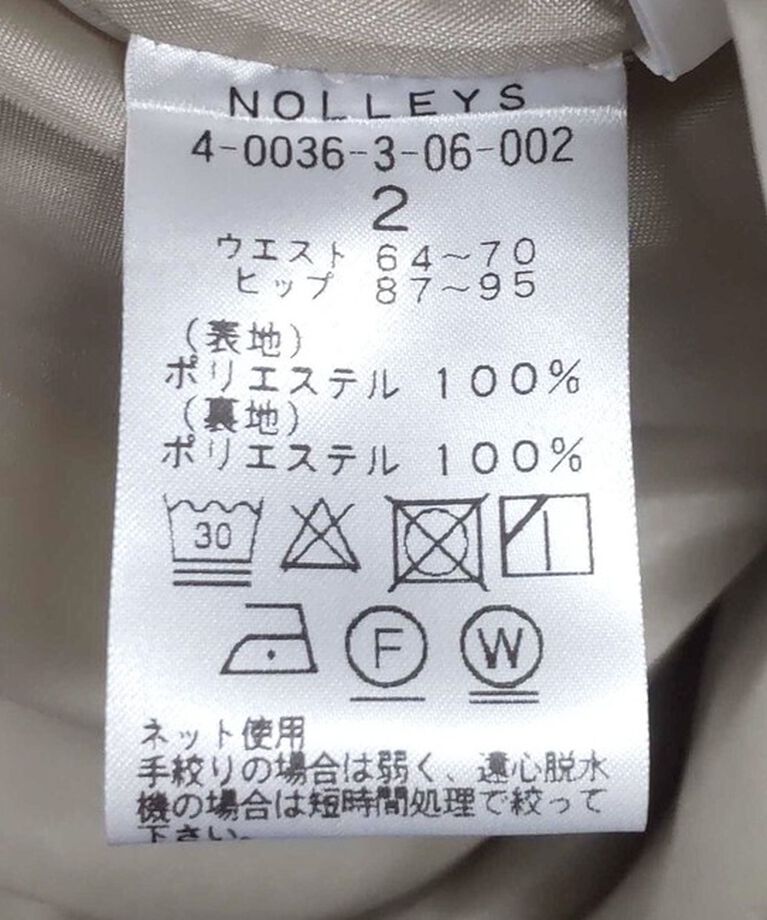 NOLLEYS
4-0036-3-06-002
2
ウエスト 64~70
ヒップ 87~95
(表地)
ポリエステル 100%
(裏地)
ポリエステル 100%
30
F W
ネット使用
手絞りの場合は弱く、遠心脱水
機の場合は短時間処理で絞って
下さい。